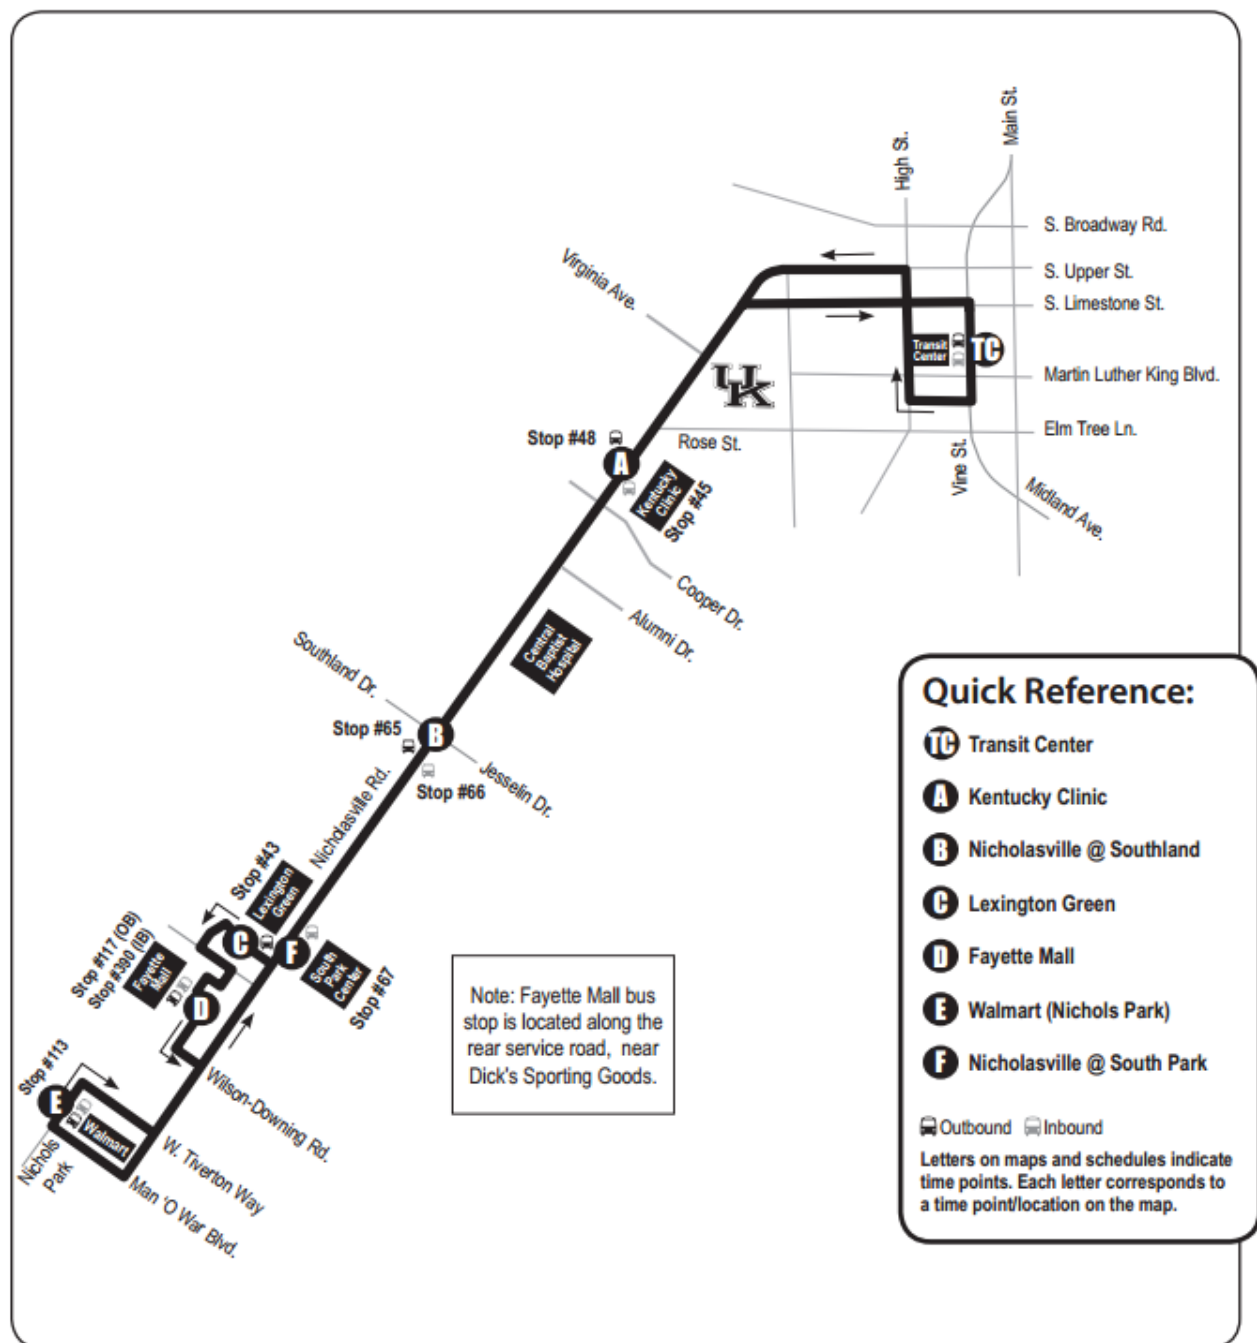 Main St.
High St.
S. Broadway Rd.
S. Upper St.
S. Limestone St.
Virginia Ave.
Transit
Center
TC
Martin Luther King Blvd.
UK
Elm Tree Ln.
Rose St.
Stop #48
A
Kentucky
Clinic
Stop #45
Vine St.
Midland Ave.
Cooper Dr.
Alumni Dr.
Central
Baptist
Hospital
Southland Dr.
Stop #65
B
Jesselin Dr.
Stop #66
Nicholasville Rd.
Stop #43
Lexington
Green
C
F
South
Park
Center
Stop #67
Stop #117 (OB)
Stop #390 (IB)
Fayette
Mall
D
Wilson-Downing Rd.
Stop #113
E
Walmart
Nichols
Park
W. Tiverton Way
Man 'O War Blvd.
Note: Fayette Mall bus
stop is located along the
rear service road, near
Dick's Sporting Goods.
Quick Reference:
TC Transit Center
A Kentucky Clinic
B Nicholasville @ Southland
C Lexington Green
D Fayette Mall
E Walmart (Nichols Park)
F Nicholasville @ South Park
Outbound Inbound
Letters on maps and schedules indicate
time points. Each letter corresponds to
a time point/location on the map.